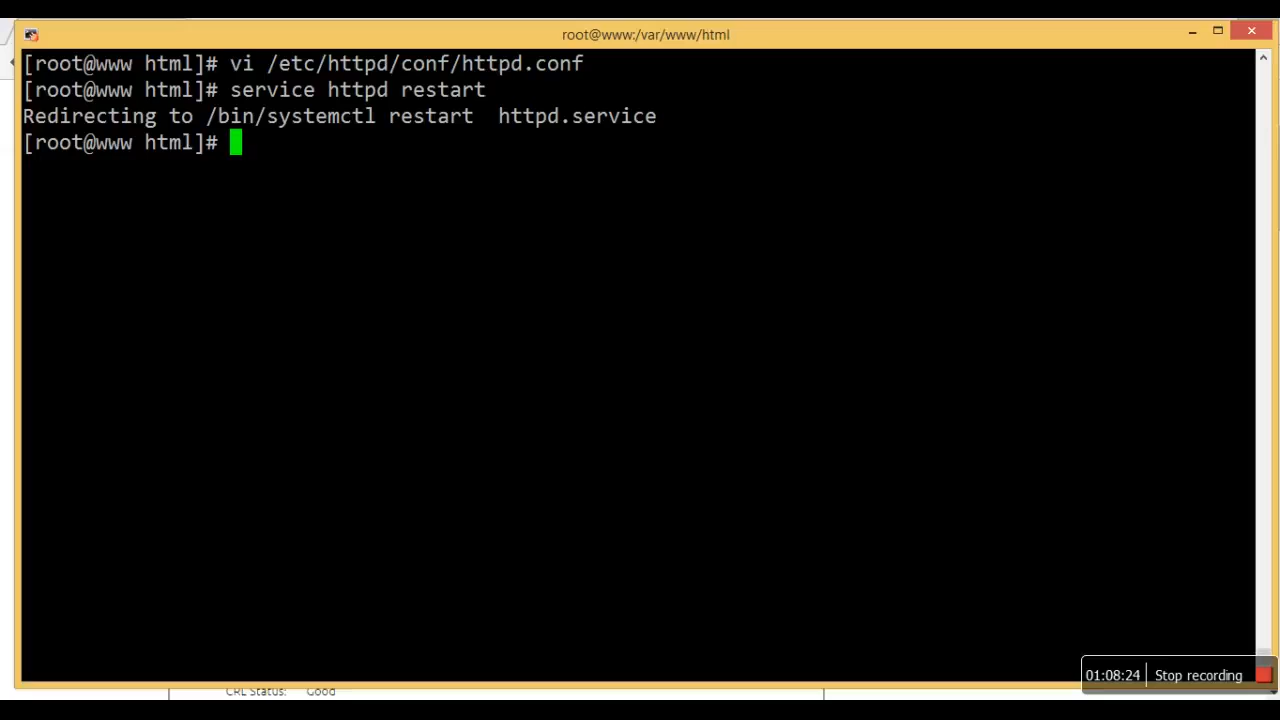 root@www:/var/www/html
[root@www html]# vi /etc/httpd/conf/httpd.conf
[root@www html]# service httpd restart
Redirecting to /bin/systemctl restart  httpd.service
[root@www html]#
01:08:24 Stop recording
CRL Status: Good